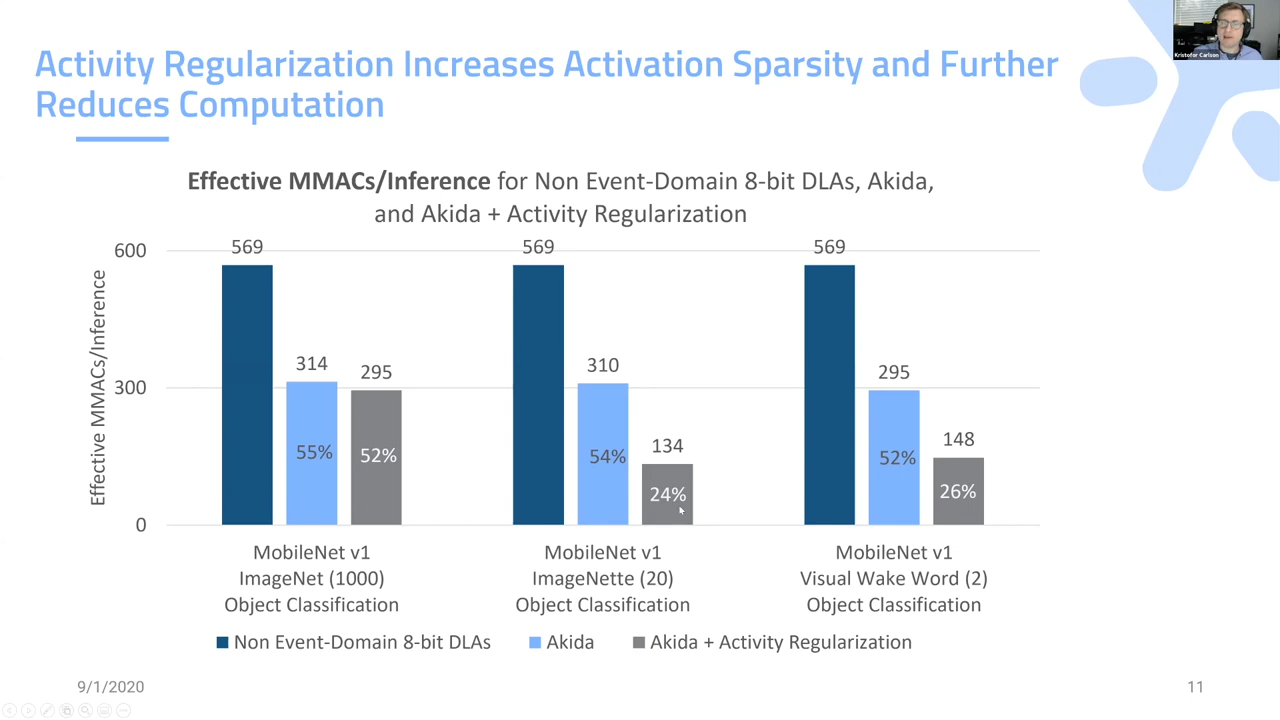 Kristofor Carlson
Activity Regularization Increases Activation Sparsity and Further
Reduces Computation
Effective MMACs/Inference for Non Event-Domain 8-bit DLAs, Akida,
and Akida + Activity Regularization
Effective MMACs/Inference
600
300
0
569
314
295
55%
52%
569
310
134
54%
24%
569
295
148
52%
26%
MobileNet v1
ImageNet (1000)
Object Classification
MobileNet v1
ImageNette (20)
Object Classification
MobileNet v1
Visual Wake Word (2)
Object Classification
Non Event-Domain 8-bit DLAs
Akida
Akida + Activity Regularization
9/1/2020
11